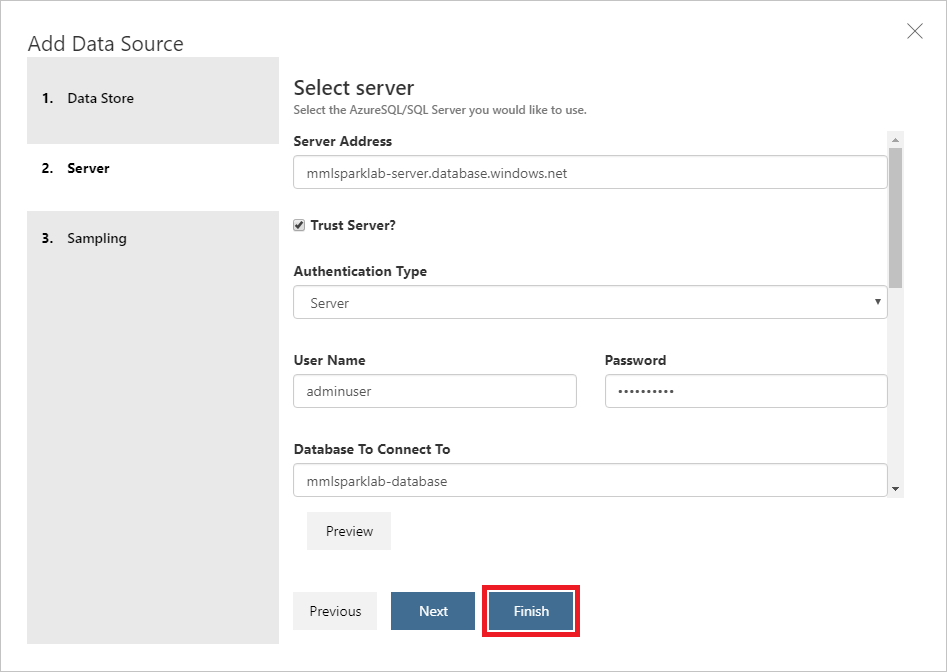 Add Data Source
1. Data Store
2. Server
3. Sampling
Select server
Select the AzureSQL/SQL Server you would like to use.
Server Address
mmlsparklab-server.database.windows.net
Trust Server?
Authentication Type
Server
User Name
Password
adminuser
••••••••••
Database To Connect To
mmlsparklab-database
Preview
Previous
Next
Finish